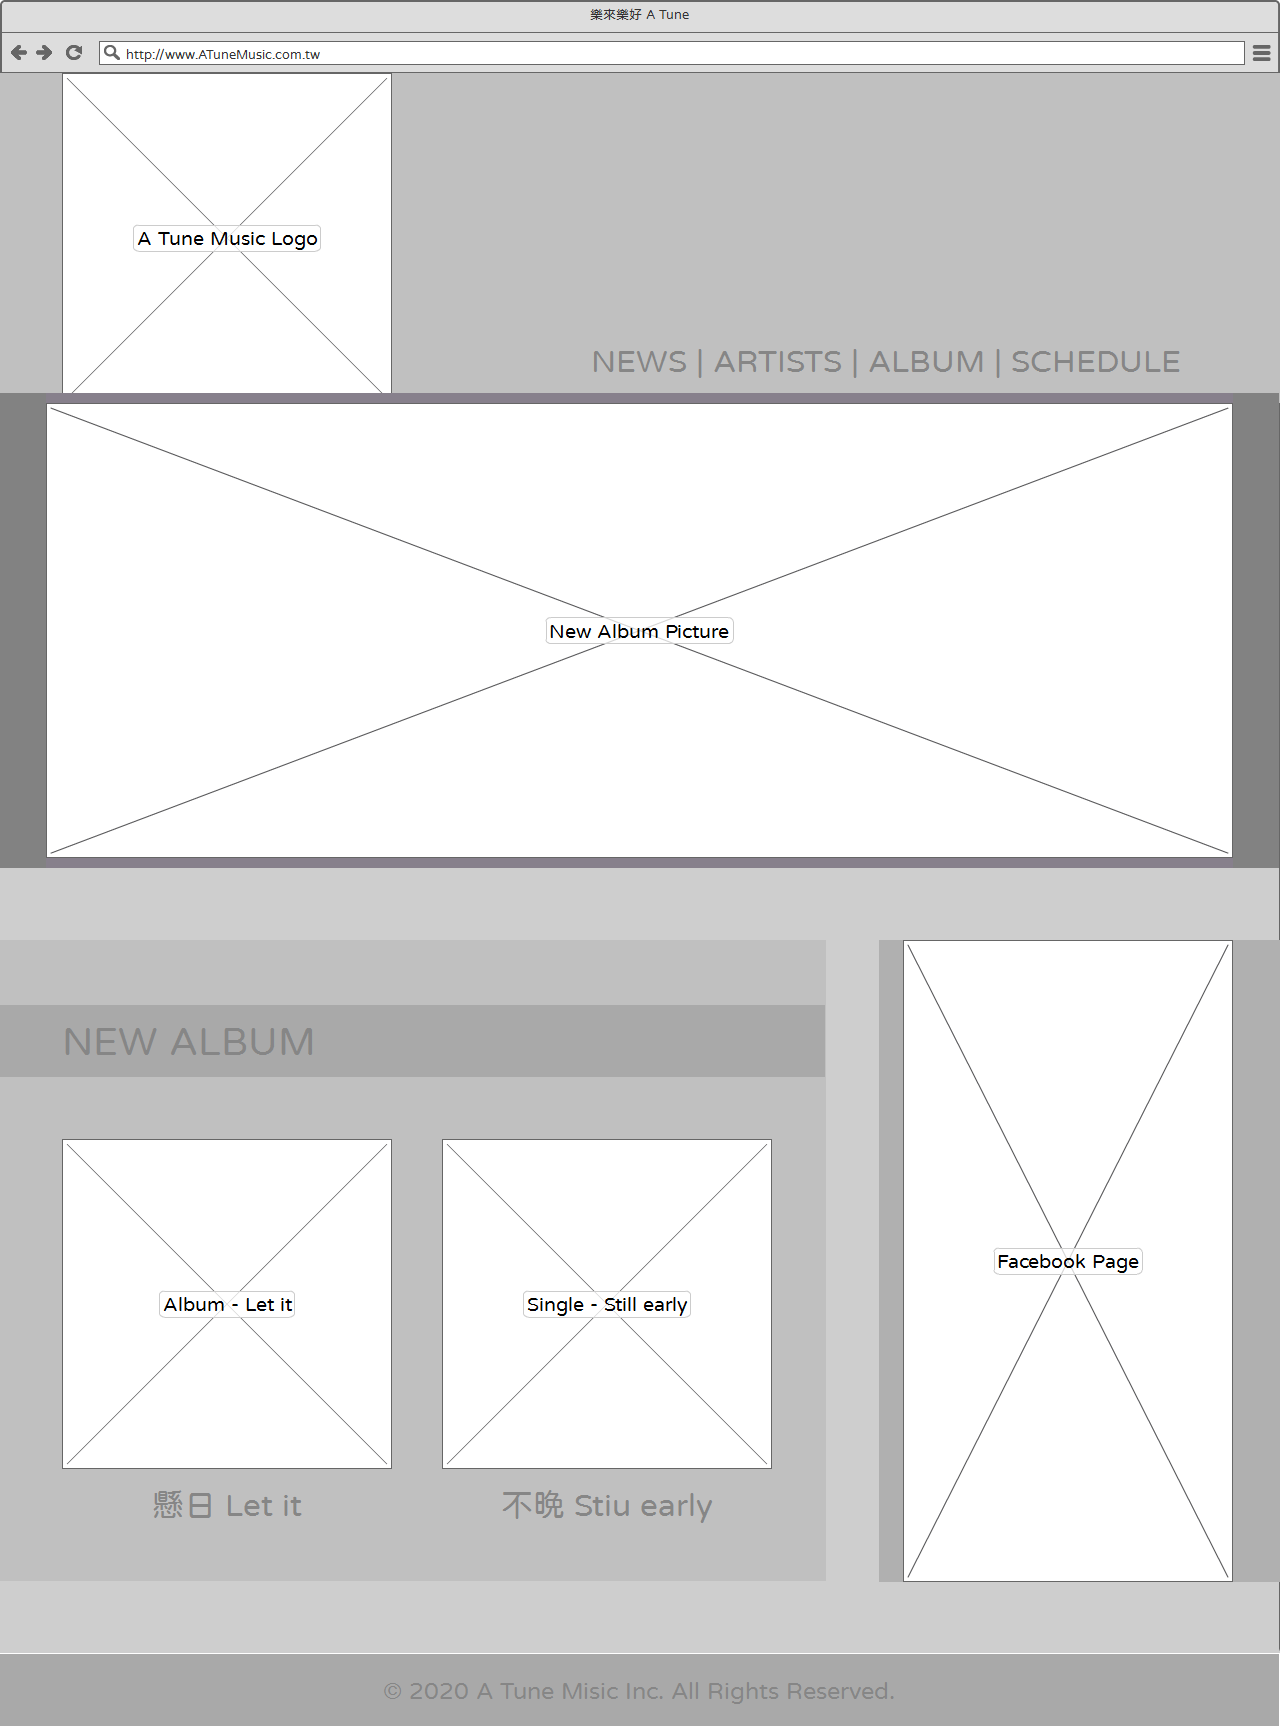 樂來樂好 A Tune
http://www.ATuneMusic.com.tw
A Tune Music Logo
NEWS | ARTISTS | ALBUM | SCHEDULE
New Album Picture
NEW ALBUM
Album - Let it
Single - Still early
Facebook Page
懸日 Let it
不晚 Stiu early
© 2020 A Tune Misic Inc. All Rights Reserved.